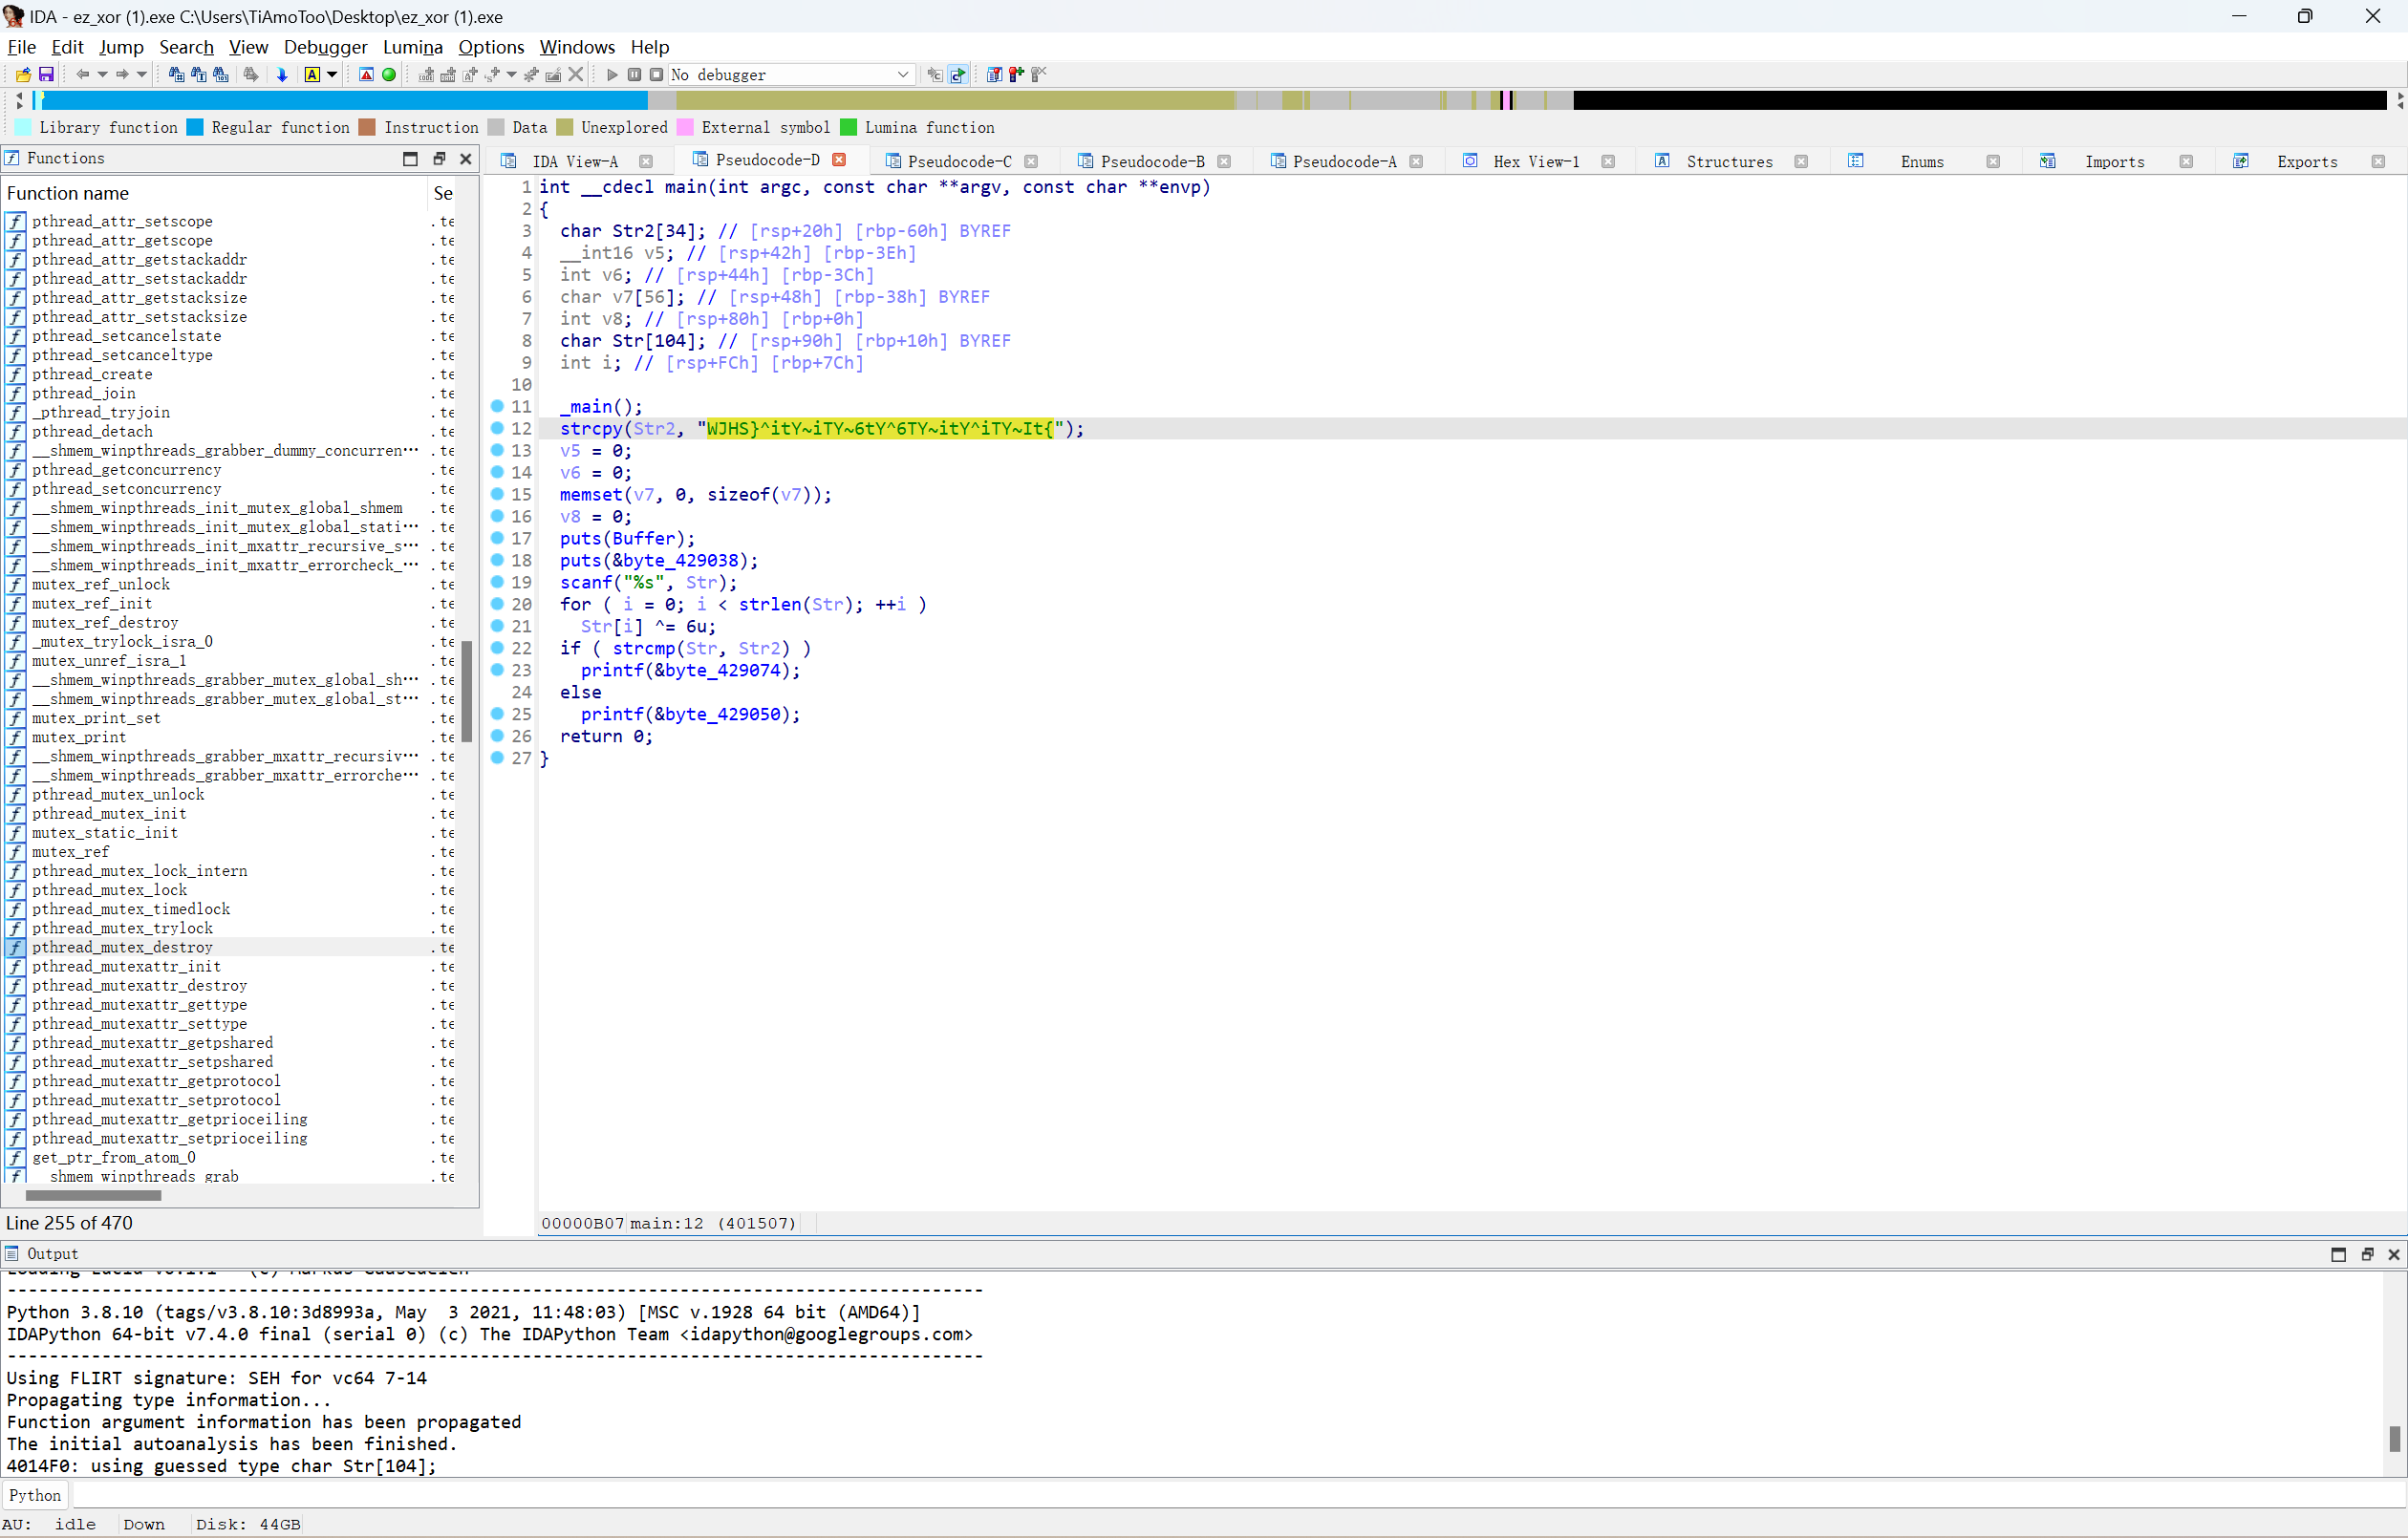 IDA - ez_xor (1).exe C:\Users\TiAmoToo\Desktop\ez_xor (1).exe
File Edit Jump Search View Debugger Lumina Options Windows Help
No debugger
Library function Regular function Instruction Data Unexplored External symbol Lumina function
Functions
Function name Se
pthread_attr_setscope .te
pthread_attr_getscope .te
pthread_attr_getstackaddr .te
pthread_attr_setstackaddr .te
pthread_attr_getstacksize .te
pthread_attr_setstacksize .te
pthread_setcancelstate .te
pthread_setcanceltype .te
pthread_create .te
pthread_join .te
_pthread_tryjoin .te
pthread_detach .te
__shmem_winpthreads_grabber_dummy_concurren… .te
pthread_getconcurrency .te
pthread_setconcurrency .te
__shmem_winpthreads_init_mutex_global_shmem .te
__shmem_winpthreads_init_mutex_global_stati… .te
__shmem_winpthreads_init_mxattr_recursive_s… .te
__shmem_winpthreads_init_mxattr_errorcheck_… .te
mutex_ref_unlock .te
mutex_ref_init .te
mutex_ref_destroy .te
_mutex_trylock_isra_0 .te
mutex_unref_isra_1 .te
__shmem_winpthreads_grabber_mutex_global_sh… .te
__shmem_winpthreads_grabber_mutex_global_st… .te
mutex_print_set .te
mutex_print .te
__shmem_winpthreads_grabber_mxattr_recursiv… .te
__shmem_winpthreads_grabber_mxattr_errorche… .te
pthread_mutex_unlock .te
pthread_mutex_init .te
mutex_static_init .te
mutex_ref .te
pthread_mutex_lock_intern .te
pthread_mutex_lock .te
pthread_mutex_timedlock .te
pthread_mutex_trylock .te
pthread_mutex_destroy .te
pthread_mutexattr_init .te
pthread_mutexattr_destroy .te
pthread_mutexattr_gettype .te
pthread_mutexattr_settype .te
pthread_mutexattr_getpshared .te
pthread_mutexattr_setpshared .te
pthread_mutexattr_getprotocol .te
pthread_mutexattr_setprotocol .te
pthread_mutexattr_getprioceiling .te
pthread_mutexattr_setprioceiling .te
get_ptr_from_atom_0 .te
shmem winpthreads grab .te
Line 255 of 470
IDA View-A Pseudocode-D Pseudocode-C Pseudocode-B Pseudocode-A Hex View-1 Structures Enums Imports Exports
1 int __cdecl main(int argc, const char **argv, const char **envp)
2 {
3 char Str2[34]; // [rsp+20h] [rbp-60h] BYREF
4 __int16 v5; // [rsp+42h] [rbp-3Eh]
5 int v6; // [rsp+44h] [rbp-3Ch]
6 char v7[56]; // [rsp+48h] [rbp-38h] BYREF
7 int v8; // [rsp+80h] [rbp+0h]
8 char Str[104]; // [rsp+90h] [rbp+10h] BYREF
9 int i; // [rsp+FCh] [rbp+7Ch]
10
11 _main();
12 strcpy(Str2, "WJHS}^itY~iTY~6tY^6TY~itY^iTY~It{");
13 v5 = 0;
14 v6 = 0;
15 memset(v7, 0, sizeof(v7));
16 v8 = 0;
17 puts(Buffer);
18 puts(&byte_429038);
19 scanf("%s", Str);
20 for ( i = 0; i < strlen(Str); ++i )
21 Str[i] ^= 6u;
22 if ( strcmp(Str, Str2) )
23 printf(&byte_429074);
24 else
25 printf(&byte_429050);
26 return 0;
27 }
00000B07 main:12 (401507)
Output
--------------------------------------------------------------------------------------------
Python 3.8.10 (tags/v3.8.10:3d8993a, May  3 2021, 11:48:03) [MSC v.1928 64 bit (AMD64)]
IDAPython 64-bit v7.4.0 final (serial 0) (c) The IDAPython Team <idapython@googlegroups.com>
--------------------------------------------------------------------------------------------
Using FLIRT signature: SEH for vc64 7-14
Propagating type information...
Function argument information has been propagated
The initial autoanalysis has been finished.
4014F0: using guessed type char Str[104];
Python
AU: idle Down Disk: 44GB